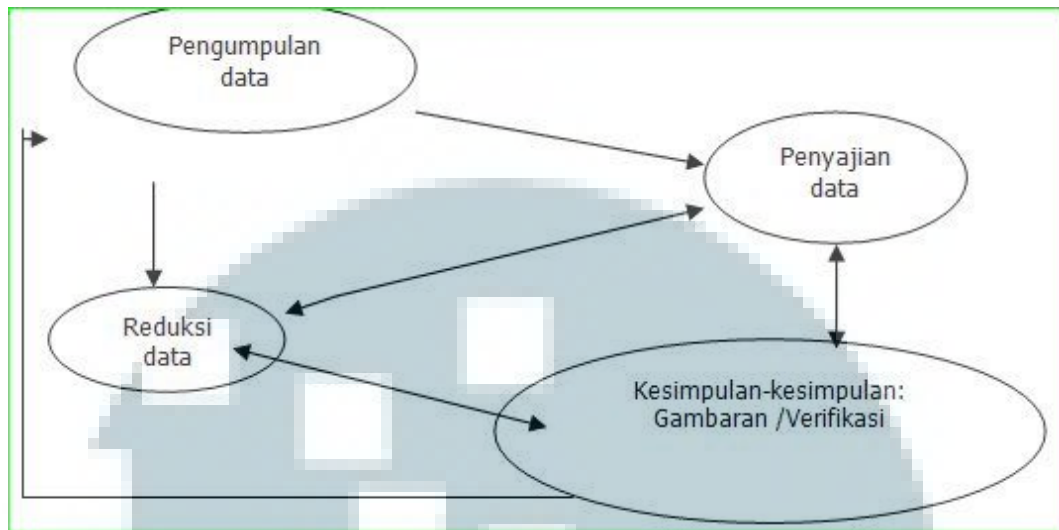 Pengumpulan
data
Penyajian
data
Reduksi
data
Kesimpulan-kesimpulan:
Gambaran /Verifikasi